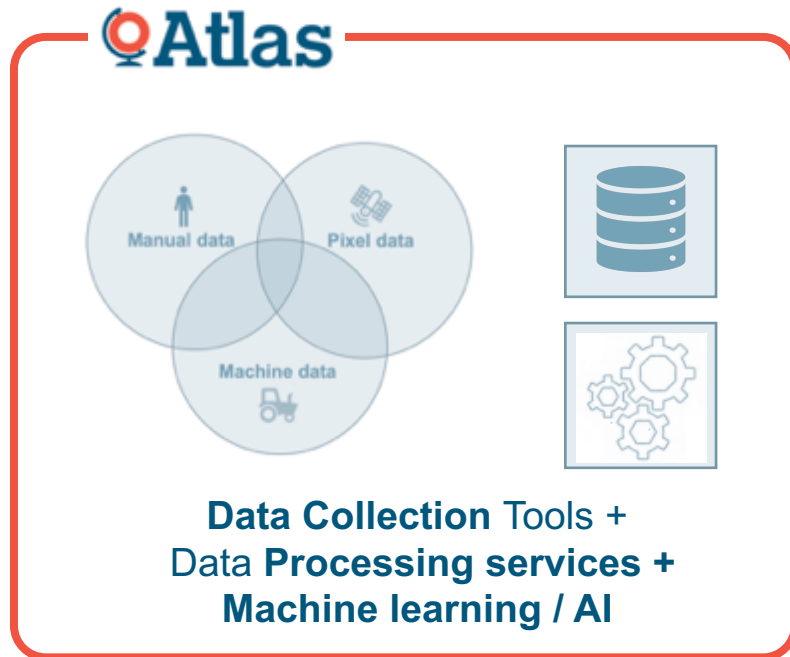 Atlas
Manual data
Pixel data
Machine data
Data Collection Tools +
Data Processing services +
Machine learning / AI